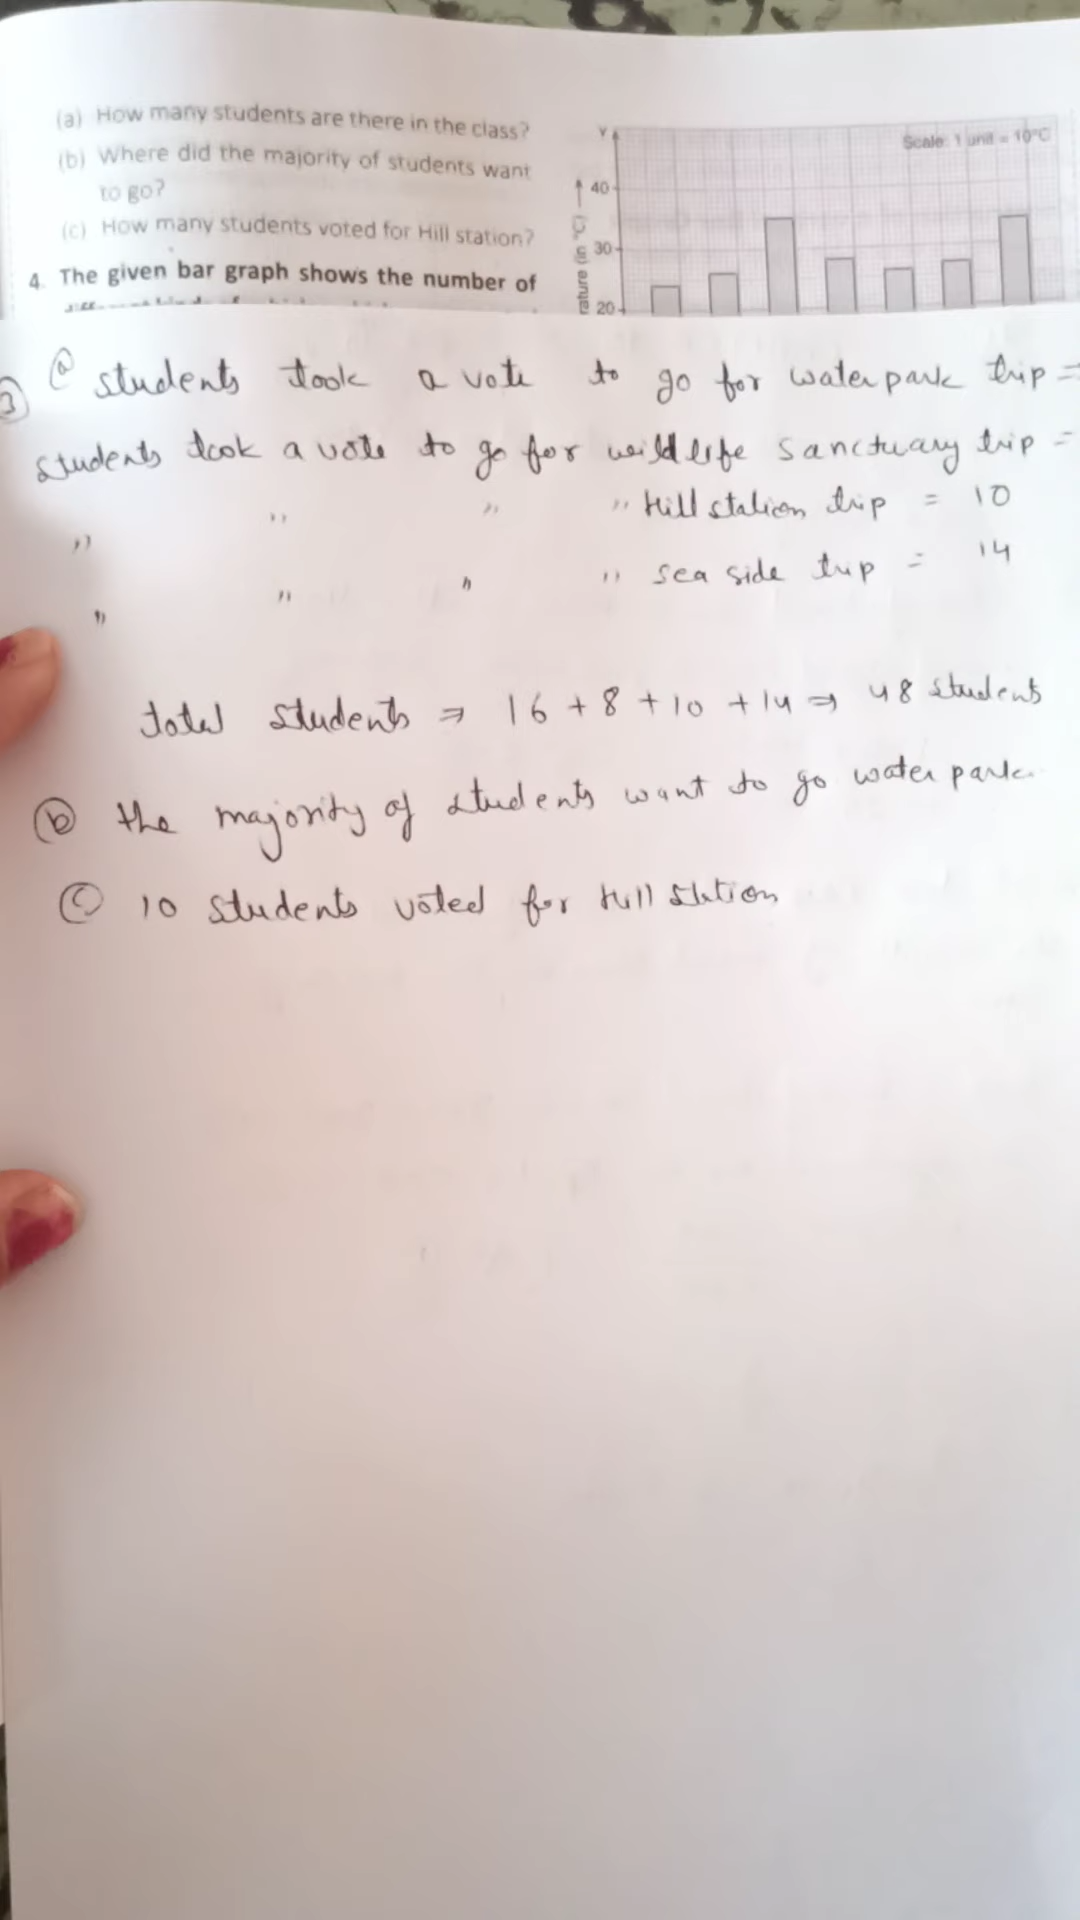 (a) How many students are there in the class?
(b) Where did the majority of students want
to go?
(c) How many students voted for Hill station?
4. The given bar graph shows the number of
Y
Scale: 1 unit = 10°C
40
30
20
ature (in °C)
3 (a) students took a vote to go for water park trip =
students took a vote to go for wild life sanctuary trip =
" " " " Hill station trip = 10
" " " " sea side trip = 14
total students ⇒ 16 + 8 + 10 + 14 ⇒ 48 students
(b) the majority of students want to go water park.
(c) 10 students voted for Hill station